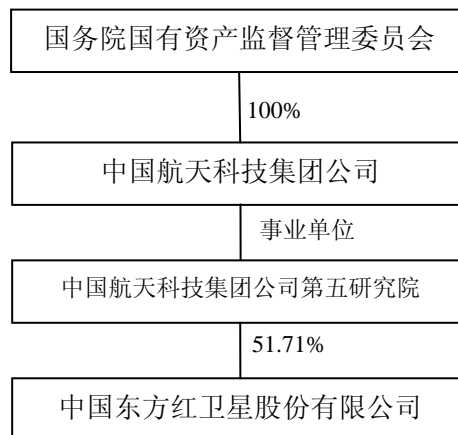 国务院国有资产监督管理委员会
100%
中国航天科技集团公司
事业单位
中国航天科技集团公司第五研究院
51.71%
中国东方红卫星股份有限公司